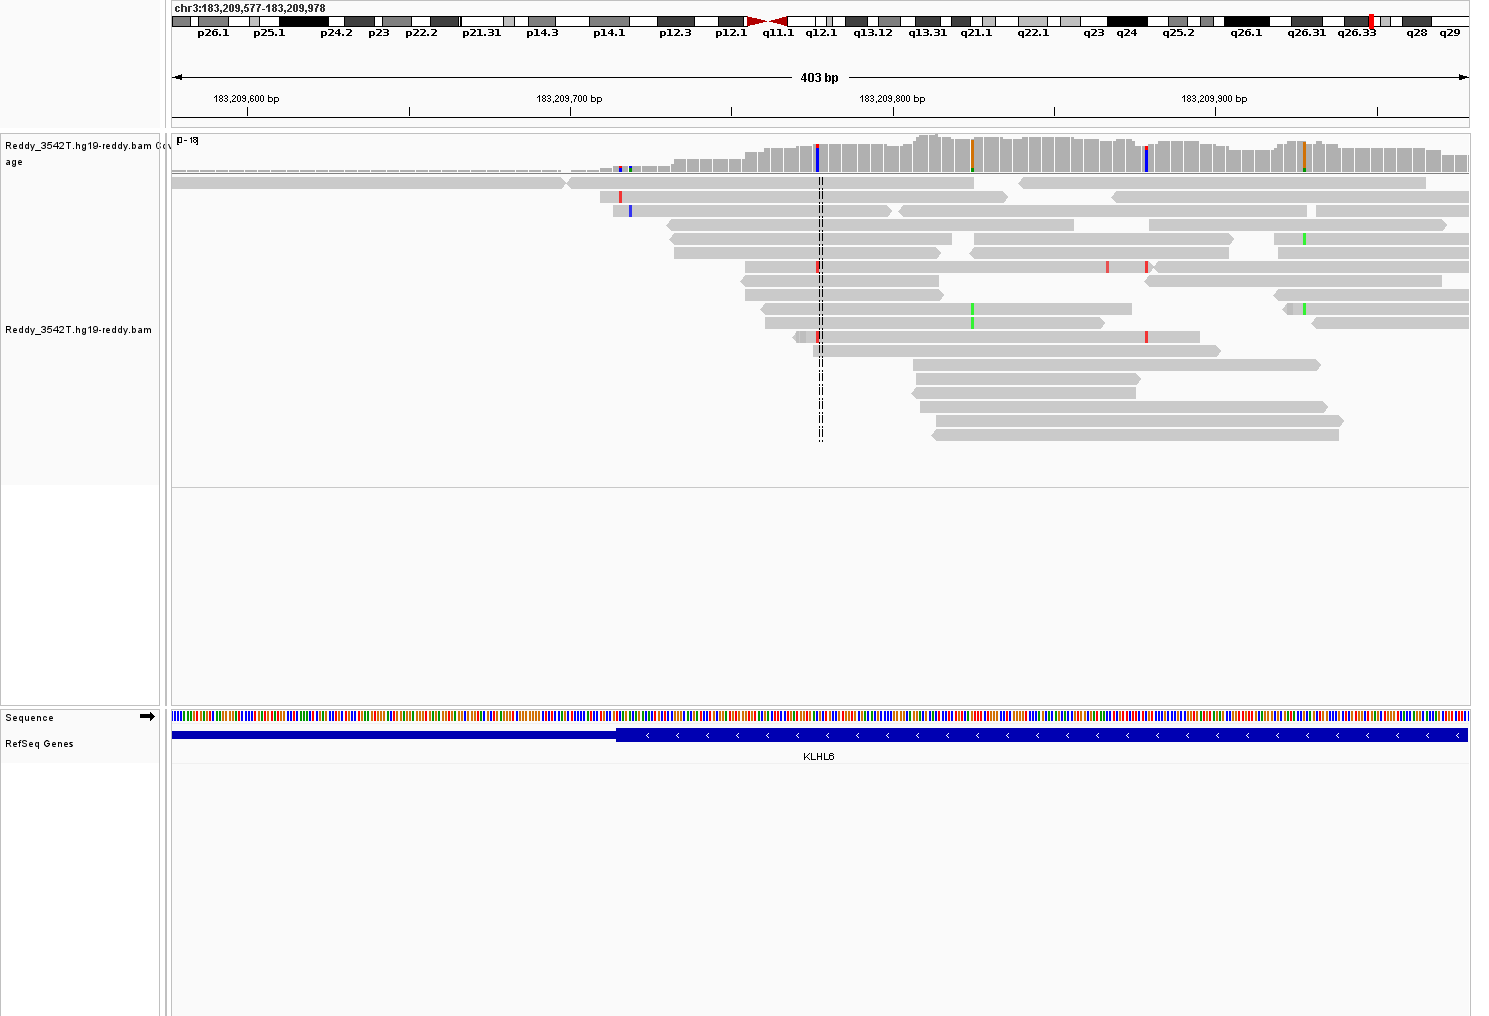 chr3:183,209,577-183,209,978
p26.1 p25.1 p24.2 p23 p22.2 p21.31 p14.3 p14.1 p12.3 p12.1 q11.1 q12.1 q13.12 q13.31 q21.1 q22.1 q23 q24 q25.2 q26.1 q26.31 q26.33 q28 q29
403 bp
183,209,600 bp 183,209,700 bp 183,209,800 bp 183,209,900 bp
Reddy_3542T.hg19-reddy.bam Cov
age
[0 - 18]
Reddy_3542T.hg19-reddy.bam
Sequence
RefSeq Genes
KLHL6